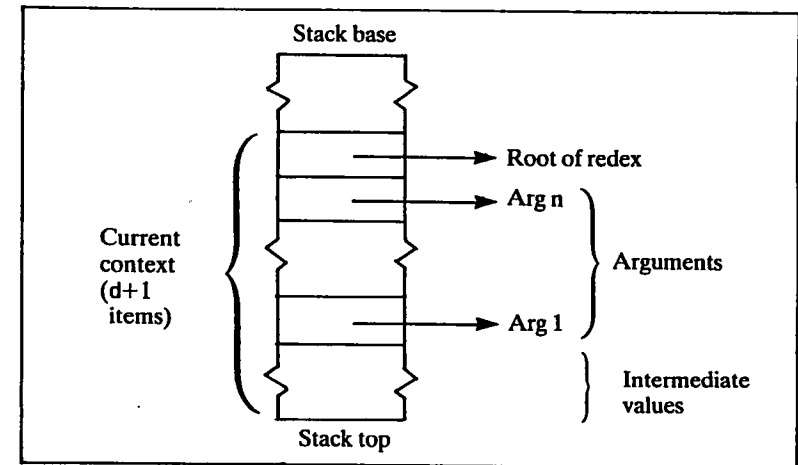 Stack base
Root of redex
Arg n
Current
context
(d+1
items)
Arguments
Arg 1
Intermediate
values
Stack top